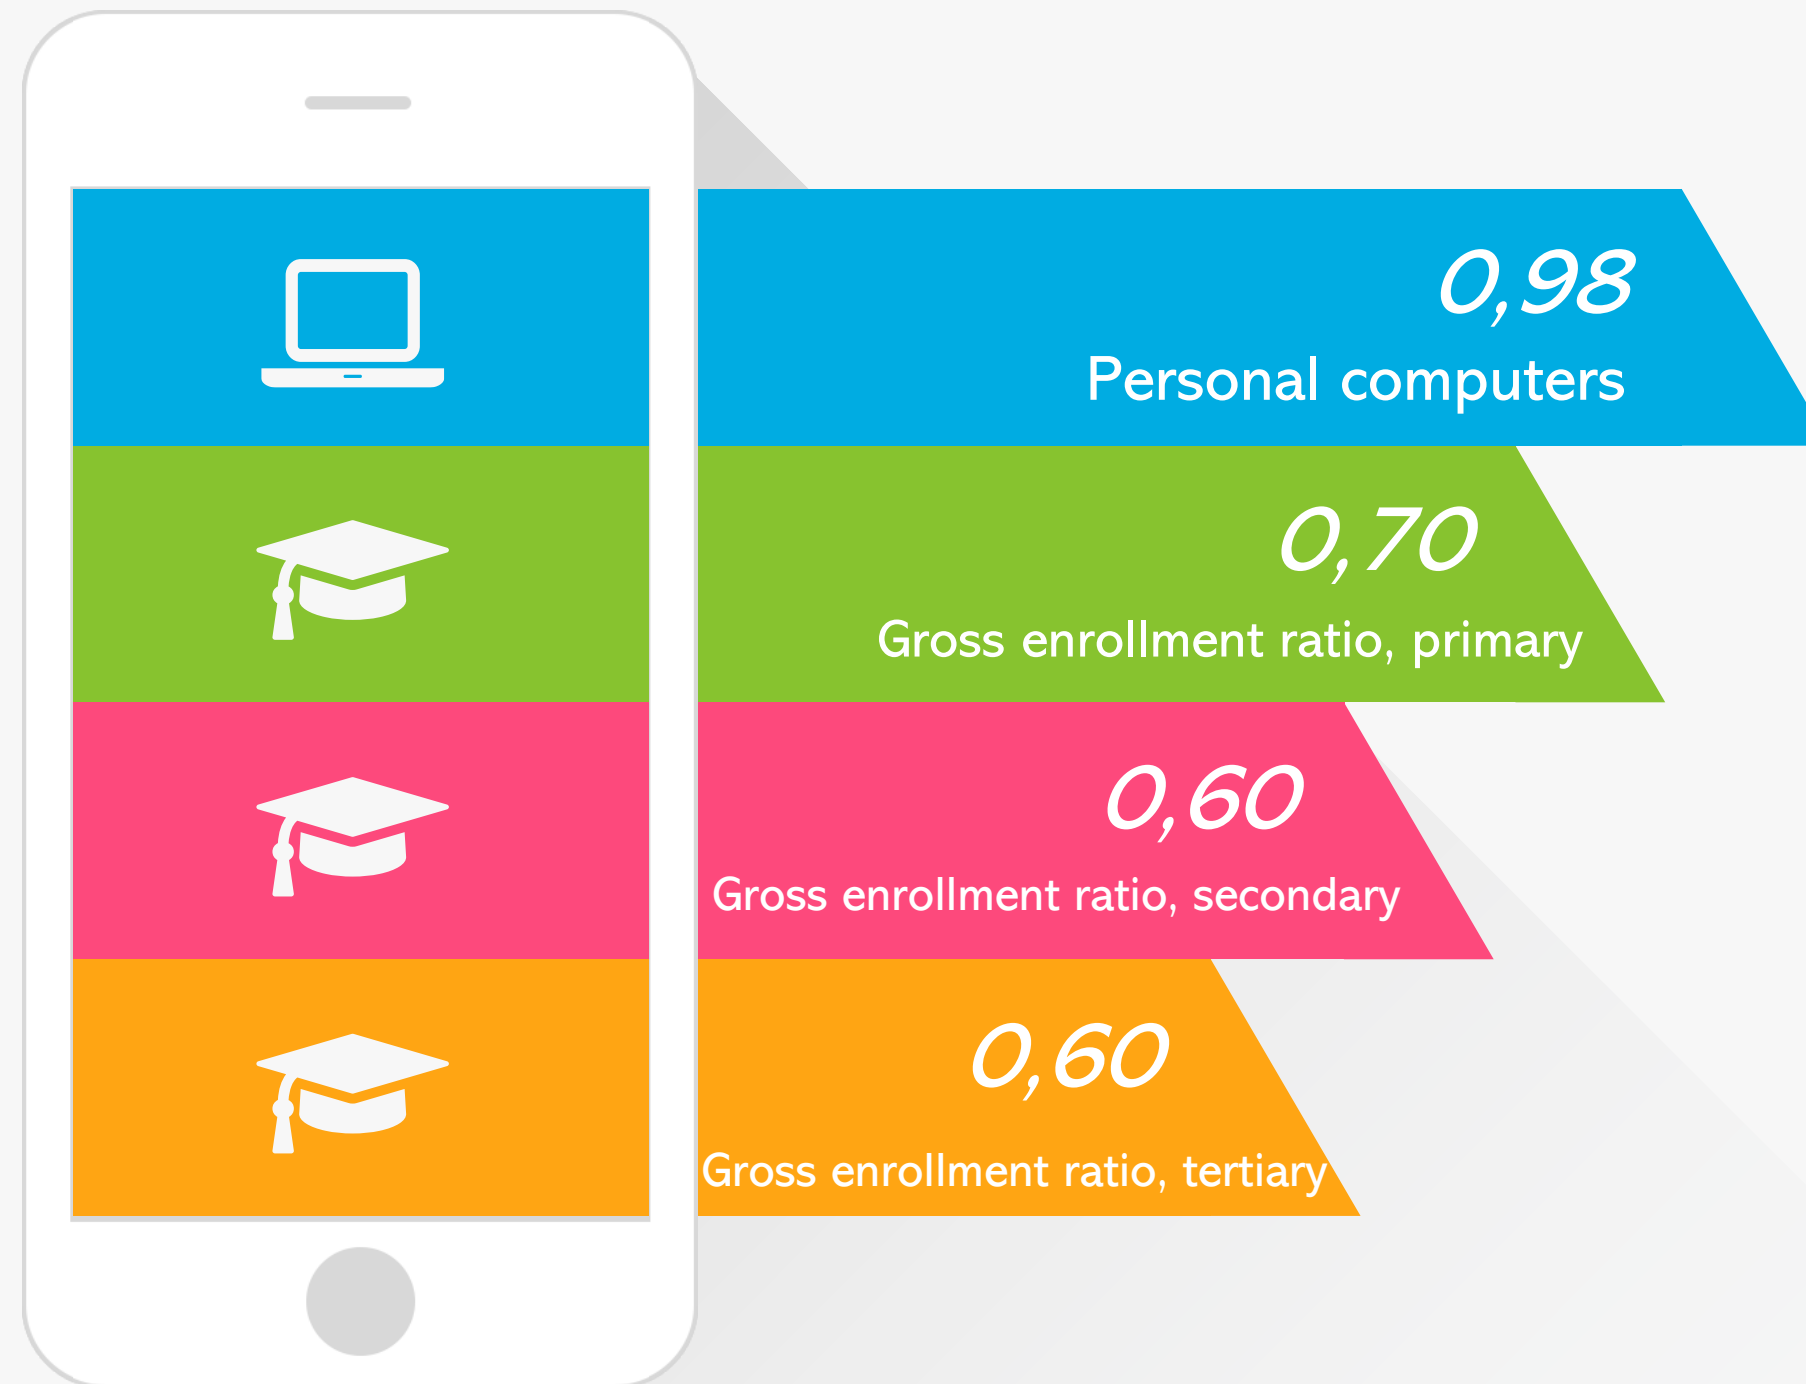 0,98
Personal computers
0,70
Gross enrollment ratio, primary
0,60
Gross enrollment ratio, secondary
0,60
Gross enrollment ratio, tertiary